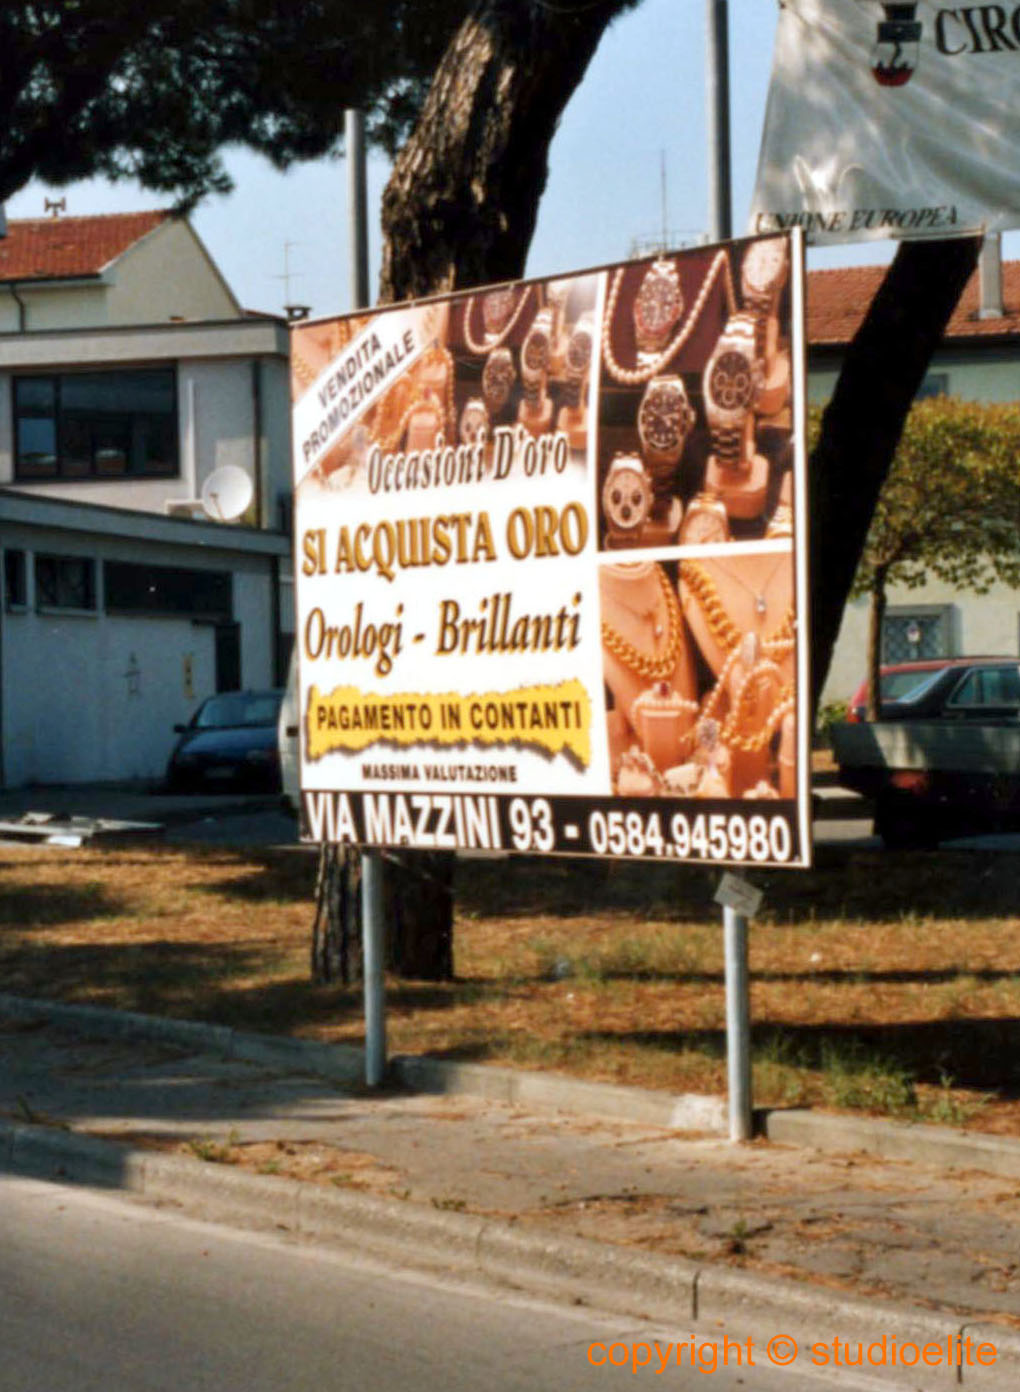 CIRC
UNIONE EUROPEA
VENDITA
PROMOZIONALE
Occasioni D'oro
SI ACQUISTA ORO
Orologi - Brillanti
PAGAMENTO IN CONTANTI
MASSIMA VALUTAZIONE
VIA MAZZINI 93 - 0584.945980
copyright © studioelite